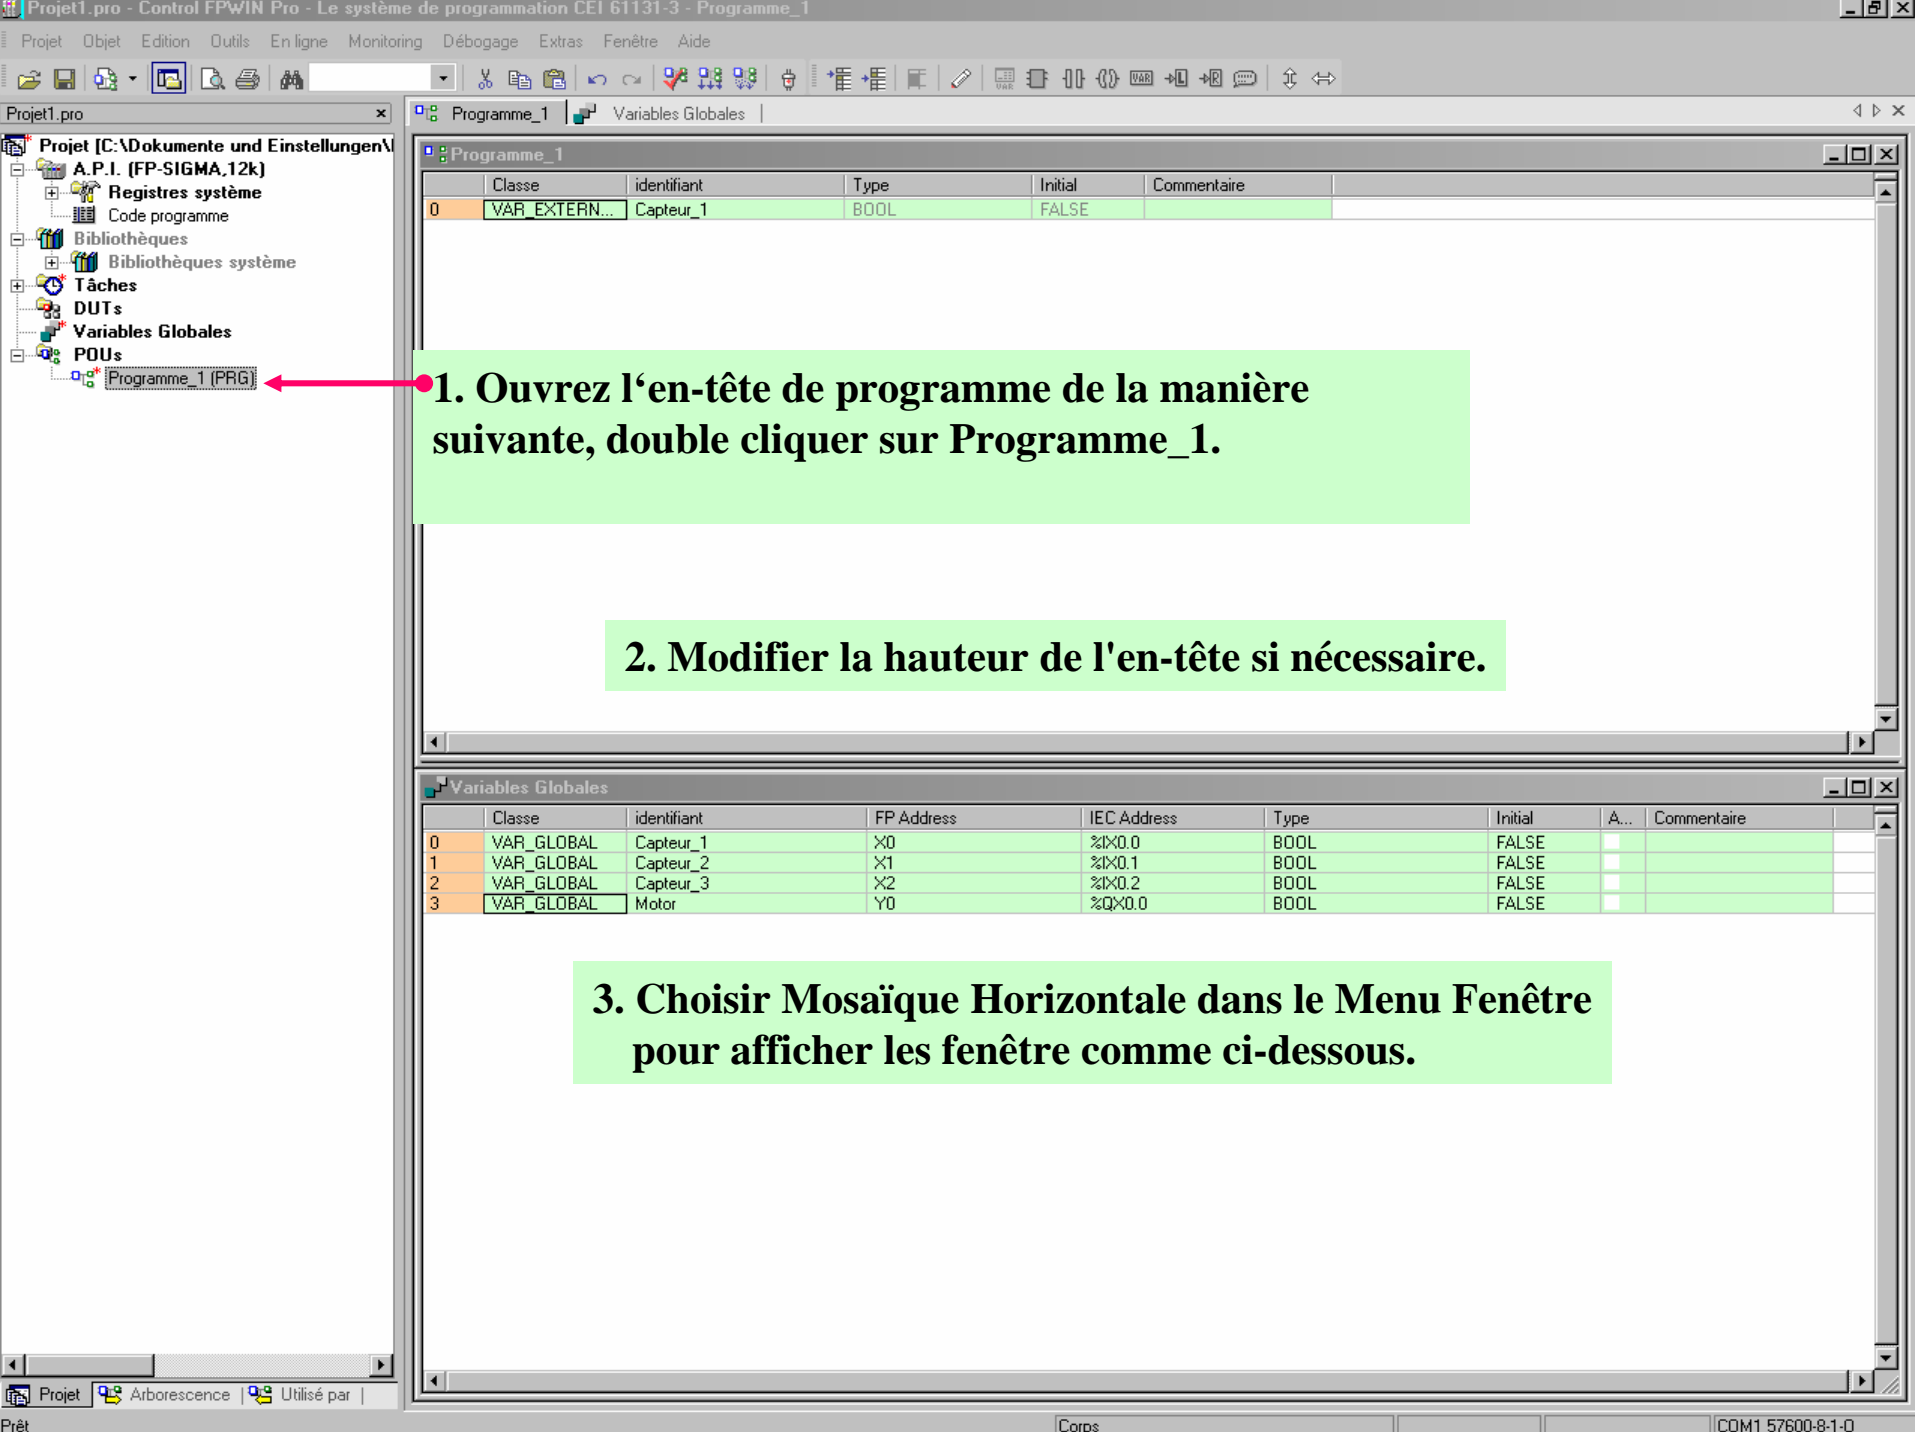 Projet1.pro - Control FPWIN Pro - Le système de programmation CEI 61131-3 - Programme_1
Projet Objet Edition Outils En ligne Monitoring Débogage Extras Fenêtre Aide
Projet1.pro
Programme_1
Variables Globales
Projet [C:\Dokumente und Einstellungen\
A.P.I. (FP-SIGMA,12k)
Registres système
Code programme
Bibliothèques
Bibliothèques système
Tâches
DUTs
Variables Globales
POUs
Programme_1 (PRG)
Programme_1
Classe identifiant Type Initial Commentaire
0 VAR_EXTERN... Capteur_1 BOOL FALSE
1. Ouvrez l‘en-tête de programme de la manière
suivante, double cliquer sur Programme_1.
2. Modifier la hauteur de l'en-tête si nécessaire.
Variables Globales
Classe identifiant FP Address IEC Address Type Initial A... Commentaire
0 VAR_GLOBAL Capteur_1 X0 %IX0.0 BOOL FALSE
1 VAR_GLOBAL Capteur_2 X1 %IX0.1 BOOL FALSE
2 VAR_GLOBAL Capteur_3 X2 %IX0.2 BOOL FALSE
3 VAR_GLOBAL Motor Y0 %QX0.0 BOOL FALSE
3. Choisir Mosaïque Horizontale dans le Menu Fenêtre
pour afficher les fenêtre comme ci-dessous.
Projet Arborescence Utilisé par
Prêt
Corps
COM1 57600-8-1-O